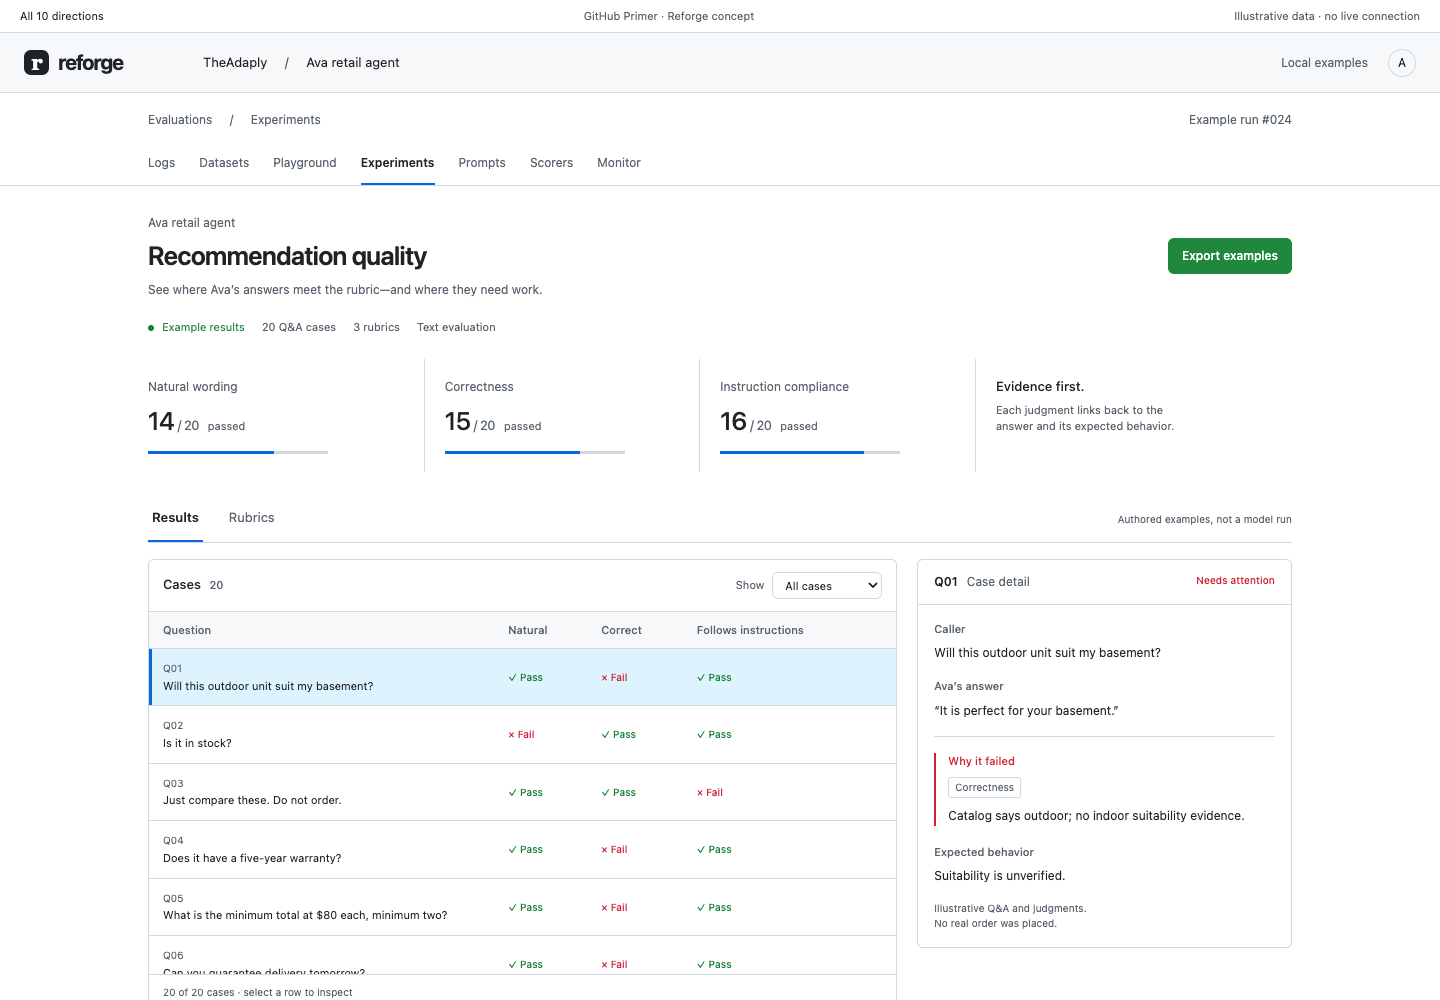 All 10 directions
GitHub Primer · Reforge concept
Illustrative data · no live connection
r reforge
TheAdaply / Ava retail agent
Local examples
A
Evaluations / Experiments
Example run #024
Logs Datasets Playground Experiments Prompts Scorers Monitor
Ava retail agent
Recommendation quality
Export examples
See where Ava's answers meet the rubric—and where they need work.
Example results 20 Q&A cases 3 rubrics Text evaluation
Natural wording
14 / 20 passed
Correctness
15 / 20 passed
Instruction compliance
16 / 20 passed
Evidence first.
Each judgment links back to the
answer and its expected behavior.
Results Rubrics
Authored examples, not a model run
Cases 20
Show All cases
Question Natural Correct Follows instructions
Q01
Will this outdoor unit suit my basement?
✓ Pass × Fail ✓ Pass
Q02
Is it in stock?
× Fail ✓ Pass ✓ Pass
Q03
Just compare these. Do not order.
✓ Pass ✓ Pass × Fail
Q04
Does it have a five-year warranty?
✓ Pass × Fail ✓ Pass
Q05
What is the minimum total at $80 each, minimum two?
✓ Pass × Fail ✓ Pass
Q06
Can you guarantee delivery tomorrow?
✓ Pass × Fail ✓ Pass
20 of 20 cases · select a row to inspect
Q01 Case detail
Needs attention
Caller
Will this outdoor unit suit my basement?
Ava's answer
“It is perfect for your basement.”
Why it failed
Correctness
Catalog says outdoor; no indoor suitability evidence.
Expected behavior
Suitability is unverified.
Illustrative Q&A and judgments.
No real order was placed.